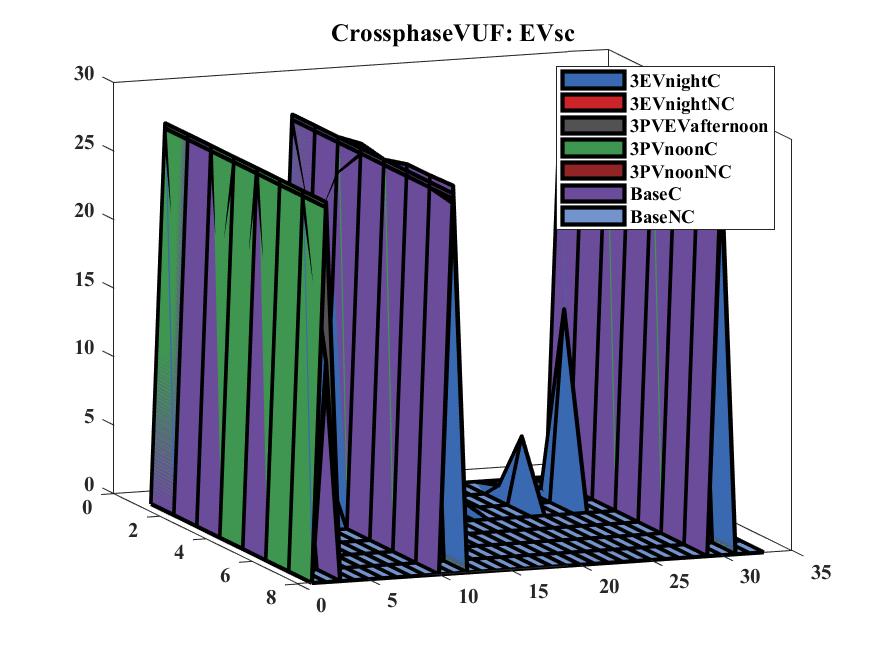 CrossphaseVUF: EVsc
3EVnightC
3EVnightNC
3PVEVafternoon
3PVnoonC
3PVnoonNC
BaseC
BaseNC
30
25
20
15
10
5
0
0
2
4
6
8
0
5
10
15
20
25
30
35